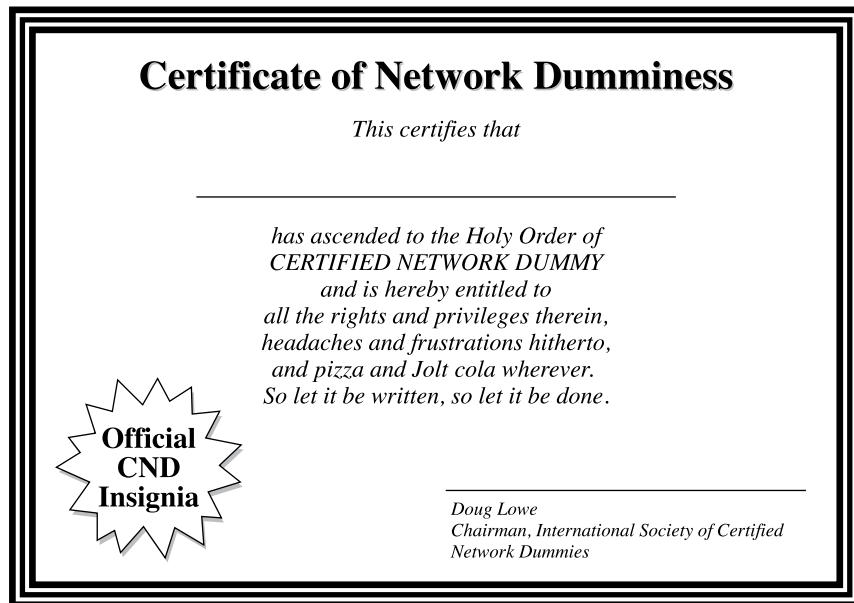 Certificate of Network Dumminess
This certifies that
has ascended to the Holy Order of
CERTIFIED NETWORK DUMMY
and is hereby entitled to
all the rights and privileges therein,
headaches and frustrations hitherto,
and pizza and Jolt cola wherever.
So let it be written, so let it be done.
Official
CND
Insignia
Doug Lowe
Chairman, International Society of Certified
Network Dummies